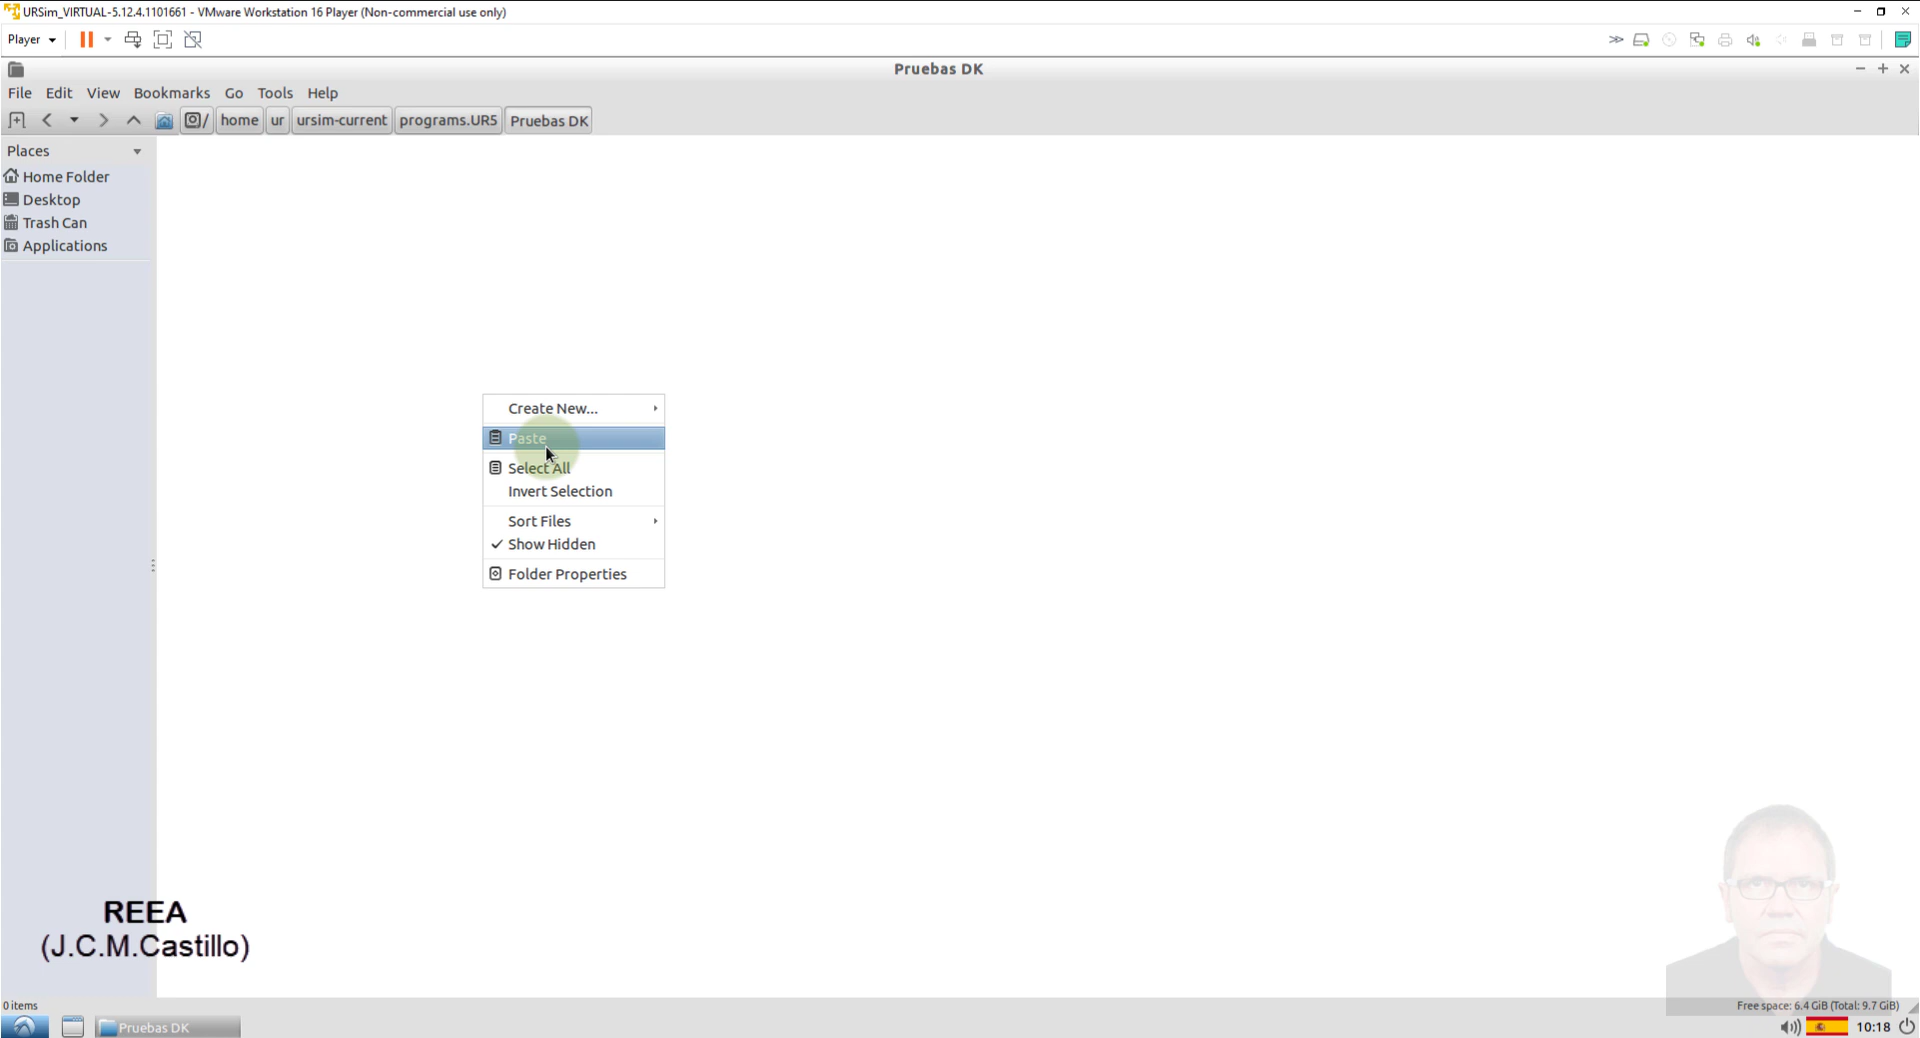 URSim_VIRTUAL-5.12.4.1101661 - VMware Workstation 16 Player (Non-commercial use only)
Player
Pruebas DK
File Edit View Bookmarks Go Tools Help
/ home ur ursim-current programs.UR5 Pruebas DK
Places
Home Folder
Desktop
Trash Can
Applications
Create New...
Paste
Select All
Invert Selection
Sort Files
Show Hidden
Folder Properties
REEA
(J.C.M.Castillo)
0 items
Free space: 6.4 GiB (Total: 9.7 GiB)
Pruebas DK
10:18